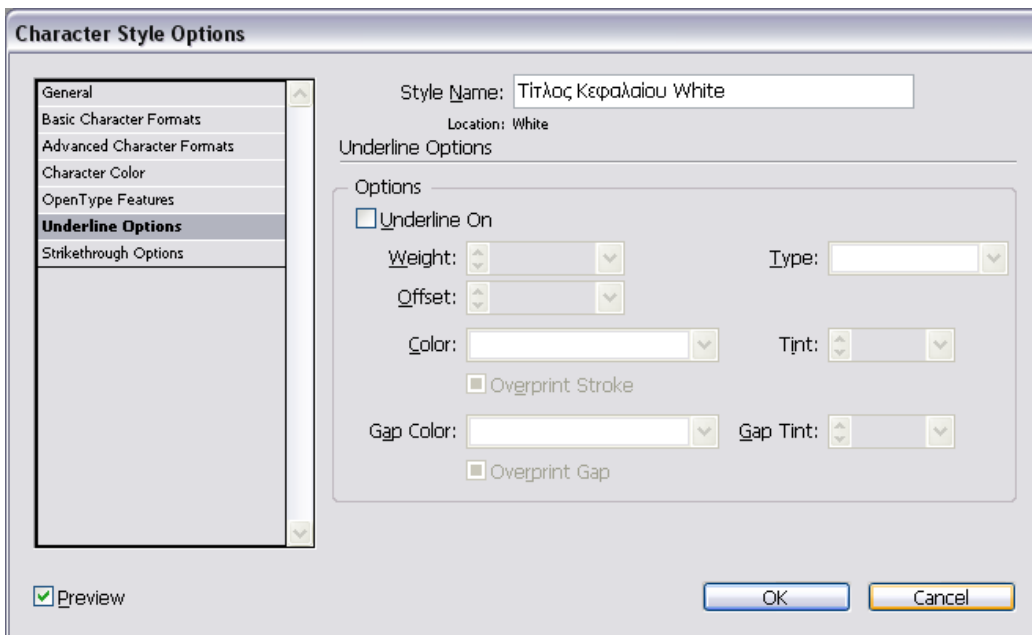 Character Style Options
General
Basic Character Formats
Advanced Character Formats
Character Color
OpenType Features
Underline Options
Strikethrough Options
Style Name: Τίτλος Κεφαλαίου White
Location: White
Underline Options
Options
Underline On
Weight:
Type:
Offset:
Color:
Tint:
Overprint Stroke
Gap Color:
Gap Tint:
Overprint Gap
Preview
OK
Cancel